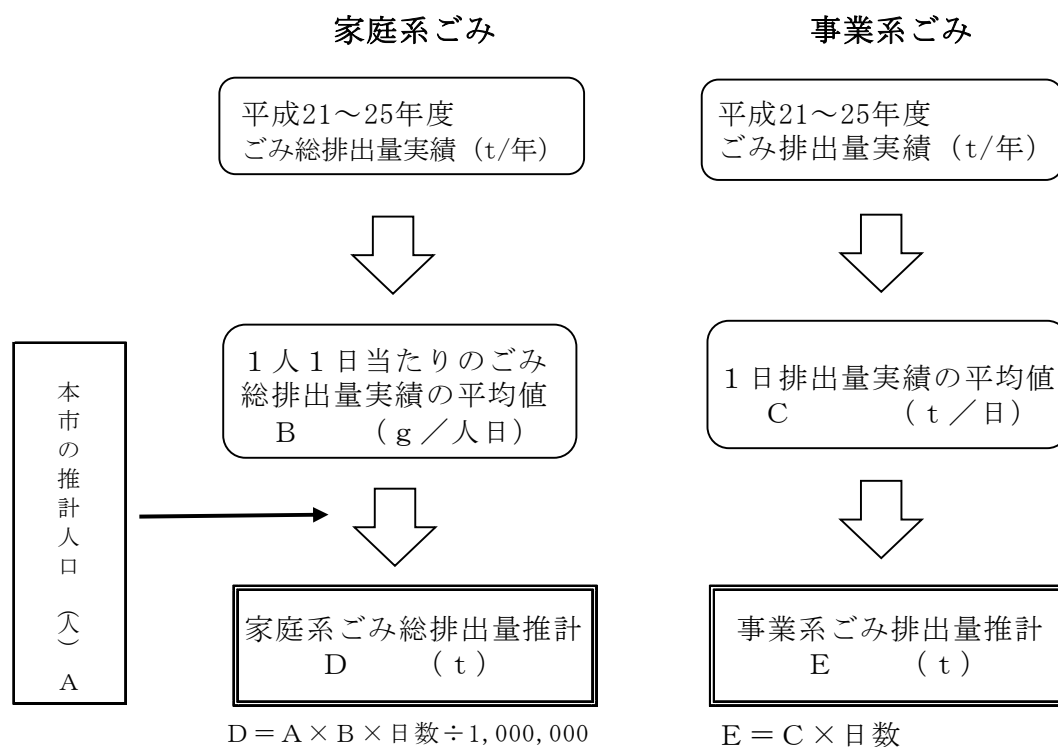 家庭系ごみ
事業系ごみ
平成21～25年度
ごみ総排出量実績（t/年）
平成21～25年度
ごみ排出量実績（t/年）
１人１日当たりのごみ
総排出量実績の平均値
Ｂ　　（ｇ／人日）
１日排出量実績の平均値
Ｃ　　　（ｔ／日）
本市の推計人口（人）Ａ
家庭系ごみ総排出量推計
Ｄ　　（ｔ）
事業系ごみ排出量推計
Ｅ　　（ｔ）
Ｄ＝Ａ×Ｂ×日数÷1,000,000
Ｅ＝Ｃ×日数